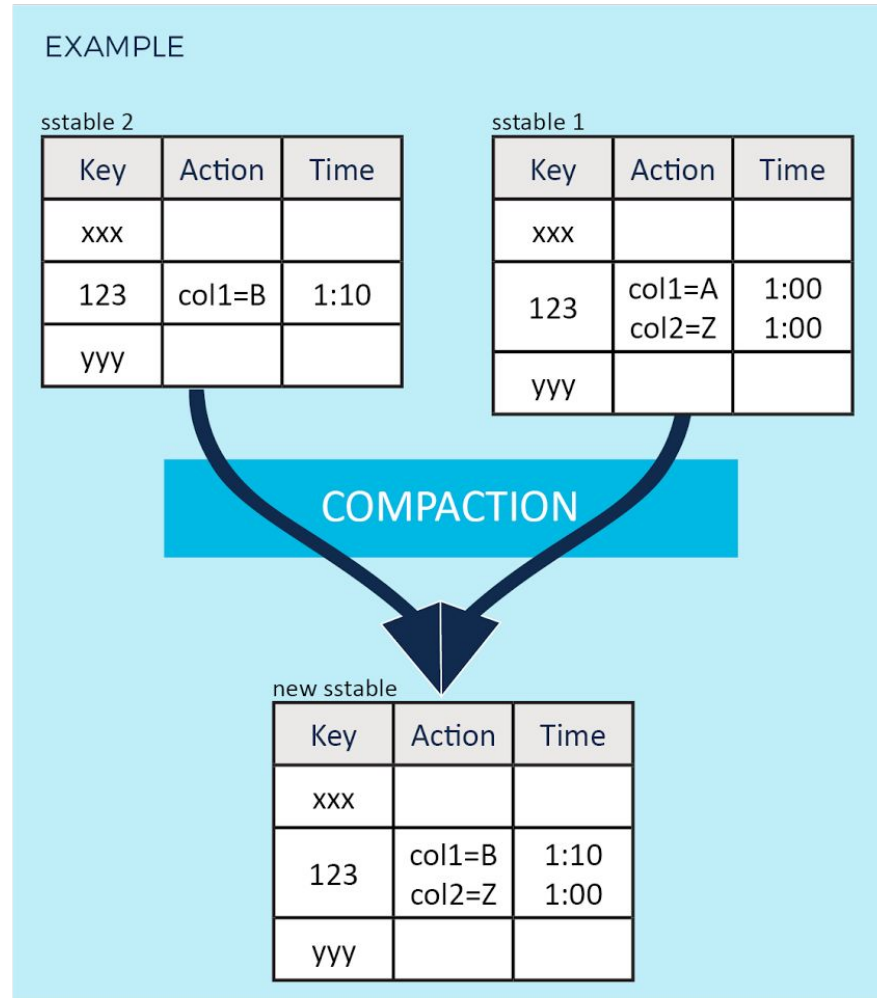 EXAMPLE
sstable 2
Key Action Time
xxx
123 col1=B 1:10
yyy
sstable 1
Key Action Time
xxx
123 col1=A 1:00
col2=Z 1:00
yyy
COMPACTION
new sstable
Key Action Time
xxx
123 col1=B 1:10
col2=Z 1:00
yyy